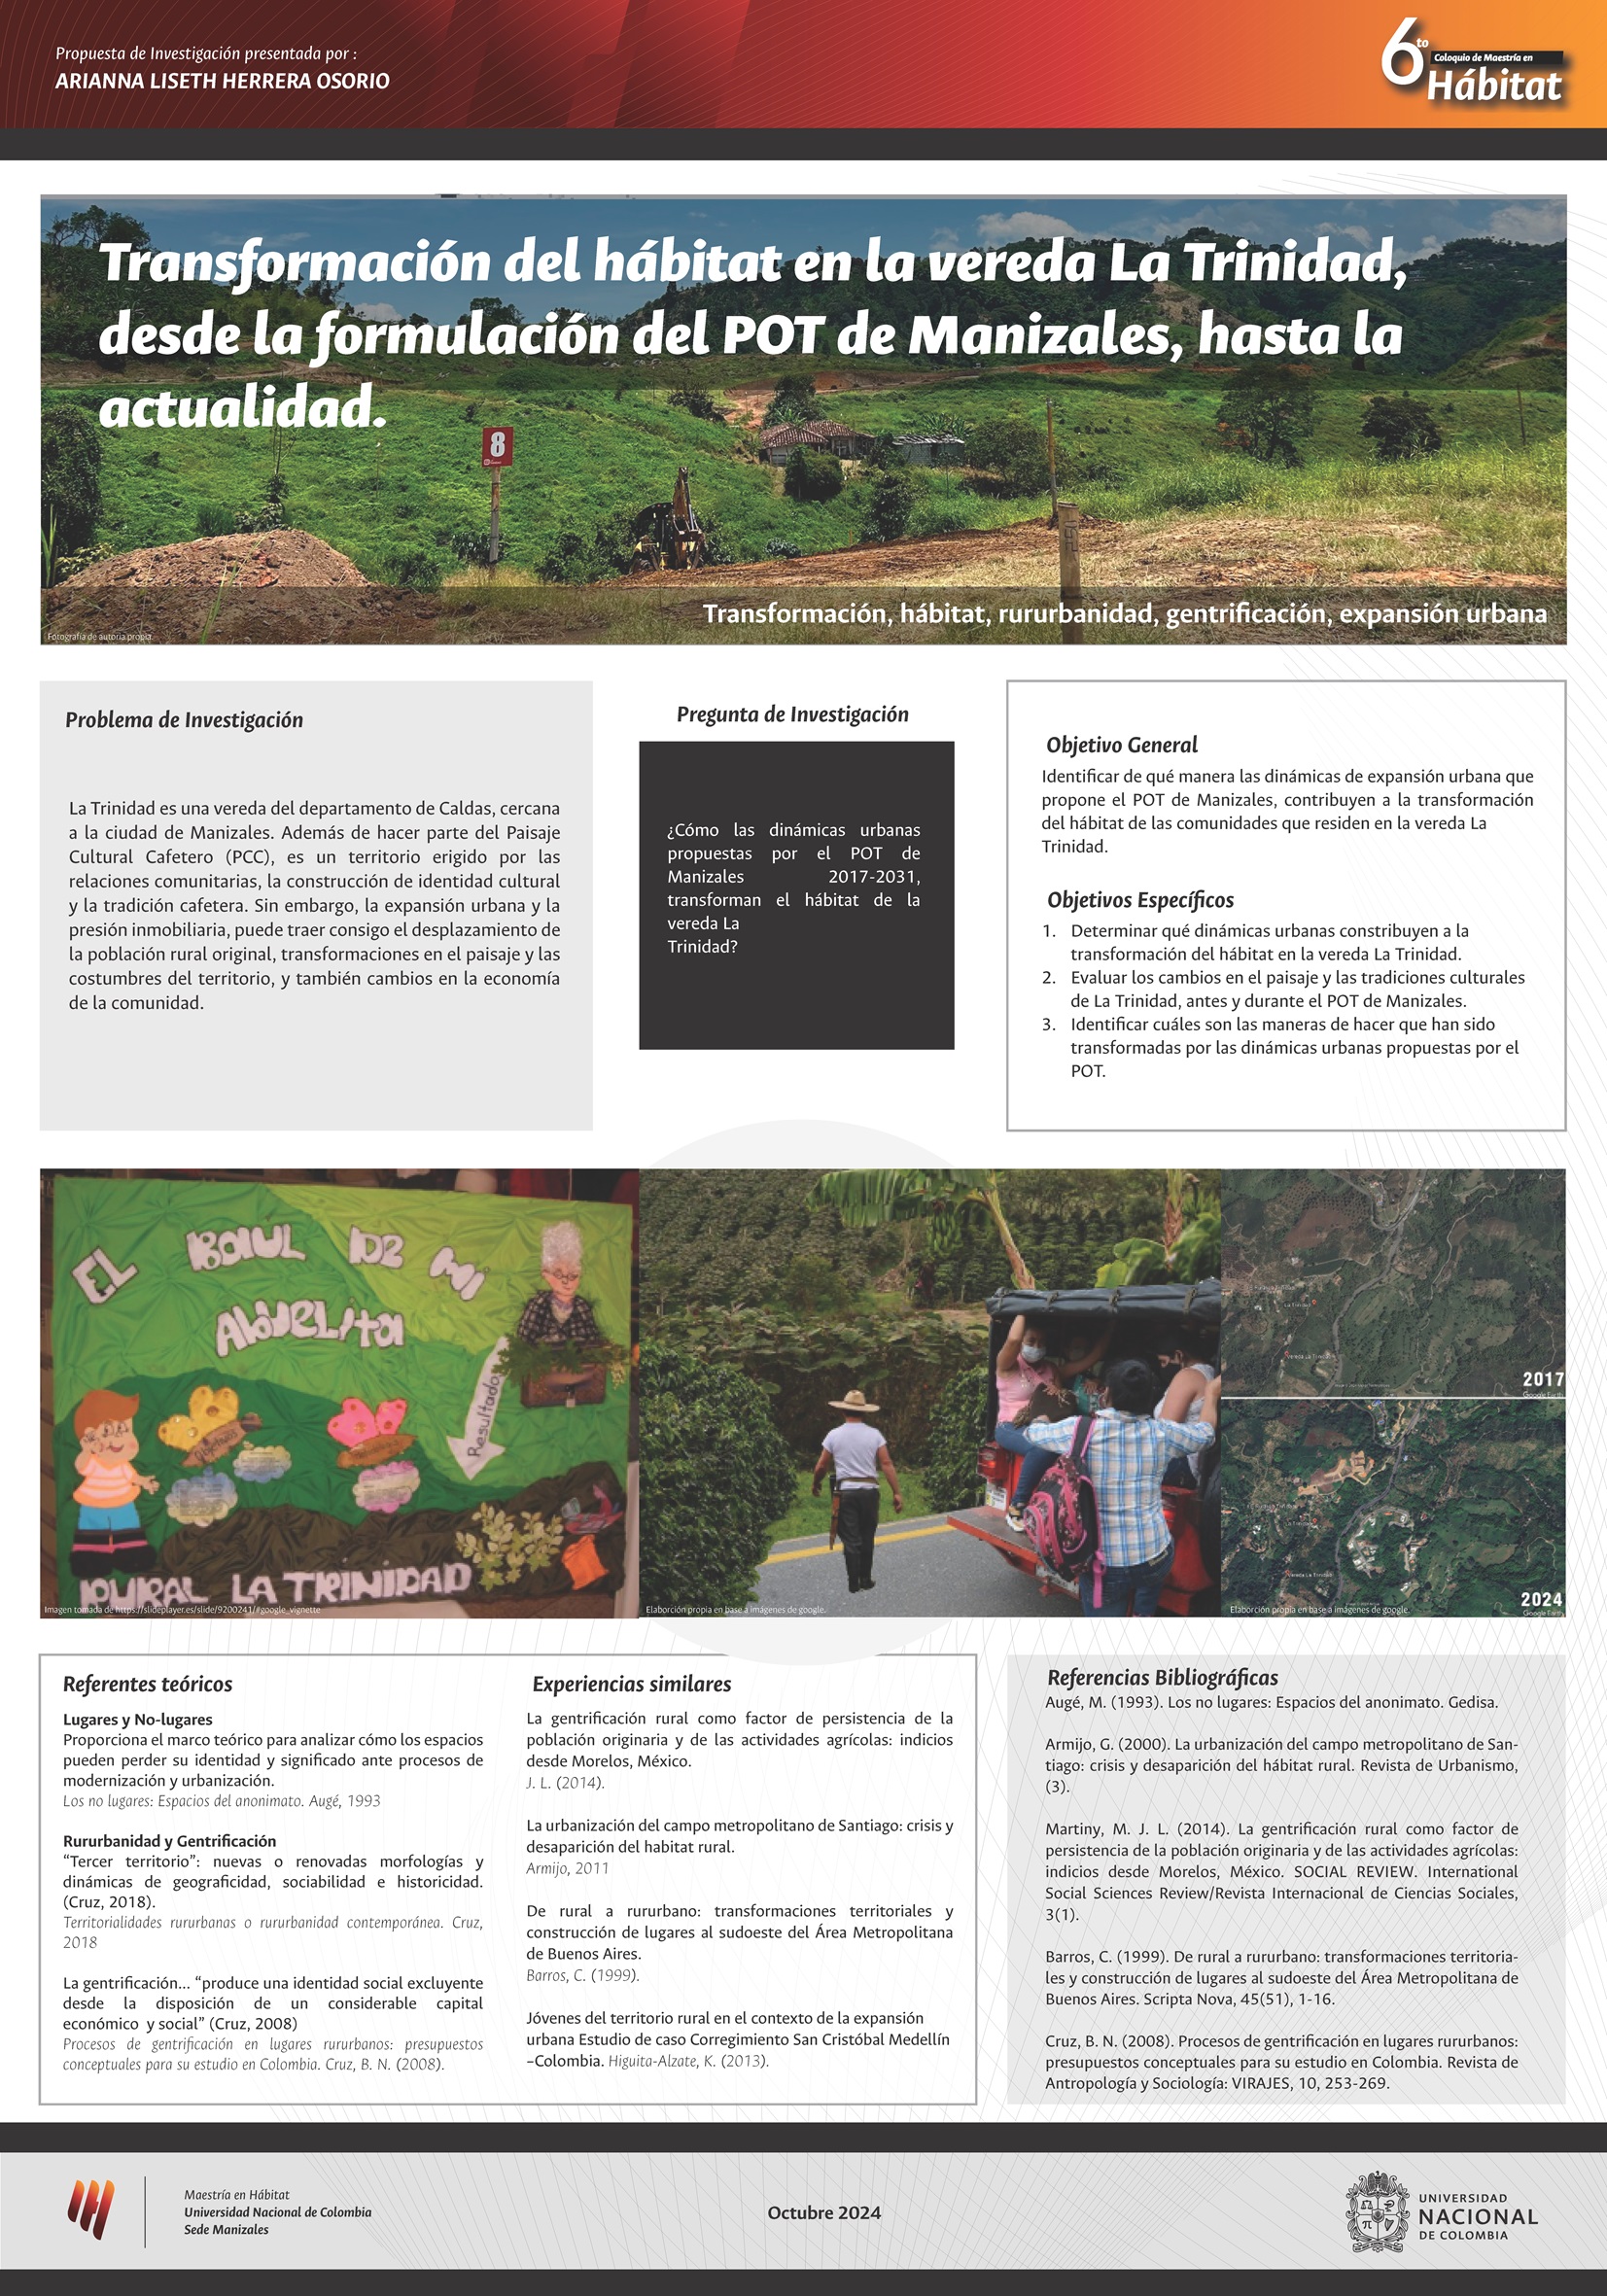 Propuesta de Investigación presentada por :
ARIANNA LISETH HERRERA OSORIO
6to
Coloquio de Maestría en
Hábitat
Transformación del hábitat en la vereda La Trinidad,
desde la formulación del POT de Manizales, hasta la
actualidad.
8
Transformación, hábitat, rururbanidad, gentrificación, expansión urbana
Fotografía de autoria propia.
Problema de Investigación
La Trinidad es una vereda del departamento de Caldas, cercana
a la ciudad de Manizales. Además de hacer parte del Paisaje
Cultural Cafetero (PCC), es un territorio erigido por las
relaciones comunitarias, la construcción de identidad cultural
y la tradición cafetera. Sin embargo, la expansión urbana y la
presión inmobiliaria, puede traer consigo el desplazamiento de
la población rural original, transformaciones en el paisaje y las
costumbres del territorio, y también cambios en la economía
de la comunidad.
Pregunta de Investigación
¿Cómo las dinámicas urbanas
propuestas por el POT de
Manizales 2017-2031,
transforman el hábitat de la
vereda La
Trinidad?
Objetivo General
Identificar de qué manera las dinámicas de expansión urbana que
propone el POT de Manizales, contribuyen a la transformación
del hábitat de las comunidades que residen en la vereda La
Trinidad.
Objetivos Específicos
1. Determinar qué dinámicas urbanas constribuyen a la
transformación del hábitat en la vereda La Trinidad.
2. Evaluar los cambios en el paisaje y las tradiciones culturales
de La Trinidad, antes y durante el POT de Manizales.
3. Identificar cuáles son las maneras de hacer que han sido
transformadas por las dinámicas urbanas propuestas por el
POT.
EL BAUL DE MI
ABUELITA
Resultado
RURAL LA TRINIDAD
Imagen tomada de https://slideplayer.es/slide/9200241/#google_vignette
Elaborción propia en base a imágenes de google.
La Trinidad
Vereda La Trinidad
2017
Google Earth
La Trinidad
Vereda La Trinidad
2024
Google Earth
Elaborción propia en base a imágenes de google.
Referentes teóricos
Lugares y No-lugares
Proporciona el marco teórico para analizar cómo los espacios
pueden perder su identidad y significado ante procesos de
modernización y urbanización.
Los no lugares: Espacios del anonimato. Augé, 1993
Rururbanidad y Gentrificación
“Tercer territorio”: nuevas o renovadas morfologías y
dinámicas de geograficidad, sociabilidad e historicidad.
(Cruz, 2018).
Territorialidades rururbanas o rururbanidad contemporánea. Cruz,
2018
La gentrificación... “produce una identidad social excluyente
desde la disposición de un considerable capital
económico y social” (Cruz, 2008)
Procesos de gentrificación en lugares rururbanos: presupuestos
conceptuales para su estudio en Colombia. Cruz, B. N. (2008).
Experiencias similares
La gentrificación rural como factor de persistencia de la
población originaria y de las actividades agrícolas: indicios
desde Morelos, México.
J. L. (2014).
La urbanización del campo metropolitano de Santiago: crisis y
desaparición del habitat rural.
Armijo, 2011
De rural a rururbano: transformaciones territoriales y
construcción de lugares al sudoeste del Área Metropolitana
de Buenos Aires.
Barros, C. (1999).
Jóvenes del territorio rural en el contexto de la expansión
urbana Estudio de caso Corregimiento San Cristóbal Medellín
–Colombia. Higuita-Alzate, K. (2013).
Referencias Bibliográficas
Augé, M. (1993). Los no lugares: Espacios del anonimato. Gedisa.
Armijo, G. (2000). La urbanización del campo metropolitano de San-
tiago: crisis y desaparición del hábitat rural. Revista de Urbanismo,
(3).
Martiny, M. J. L. (2014). La gentrificación rural como factor de
persistencia de la población originaria y de las actividades agrícolas:
indicios desde Morelos, México. SOCIAL REVIEW. International
Social Sciences Review/Revista Internacional de Ciencias Sociales,
3(1).
Barros, C. (1999). De rural a rururbano: transformaciones territoria-
les y construcción de lugares al sudoeste del Área Metropolitana de
Buenos Aires. Scripta Nova, 45(51), 1-16.
Cruz, B. N. (2008). Procesos de gentrificación en lugares rururbanos:
presupuestos conceptuales para su estudio en Colombia. Revista de
Antropología y Sociología: VIRAJES, 10, 253-269.
Maestría en Hábitat
Universidad Nacional de Colombia
Sede Manizales
Octubre 2024
UNIVERSIDAD
NACIONAL
DE COLOMBIA